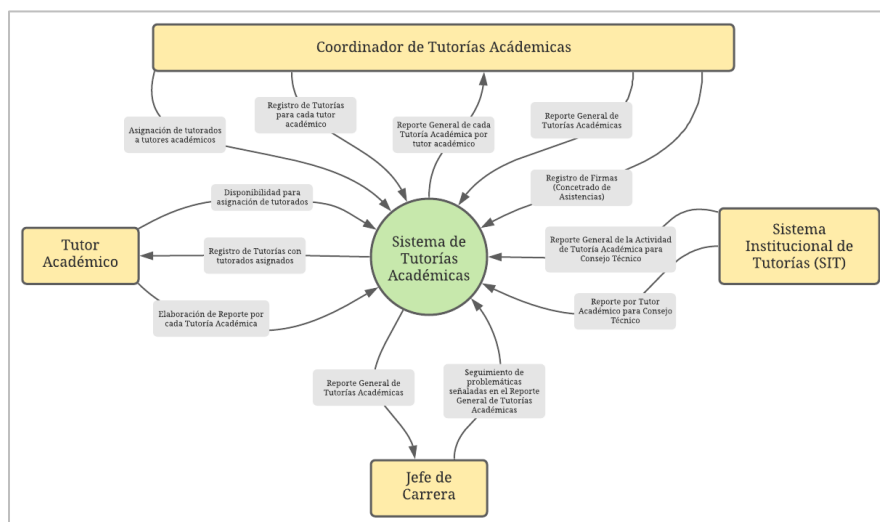 Coordinador de Tutorías Académicas
Registro de Tutorías
para cada tutor
académico
Asignación de tutorados
a tutores académicos
Reporte General de cada
Tutoría Académica por
tutor académico
Reporte General de
Tutorías Académicas
Registro de Firmas
(Concetrado de
Asistencias)
Disponibilidad para
asignación de tutorados
Tutor
Académico
Registro de Tutorías con
tutorados asignados
Elaboración de Reporte por
cada Tutoría Académica
Sistema de
Tutorías
Académicas
Reporte General de la Actividad
de Tutoría Académica para
Consejo Técnico
Sistema
Institucional de
Tutorías (SIT)
Reporte por Tutor
Académico para Consejo
Técnico
Reporte General de
Tutorías Académicas
Seguimiento de
problemáticas
señaladas en el Reporte
General de Tutorías
Académicas
Jefe de
Carrera